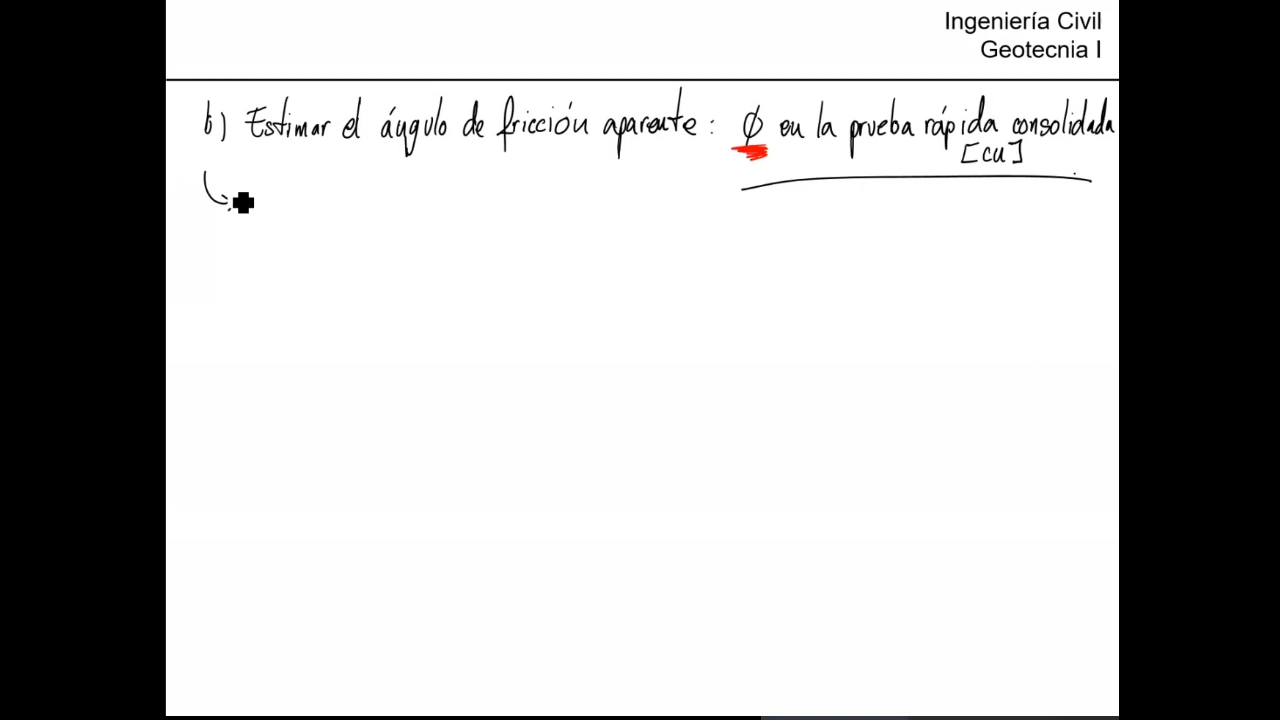 Ingeniería Civil
Geotecnia I
b) Estimar el ángulo de fricción aparente: ϕ en la prueba rápida consolidada
[CU]